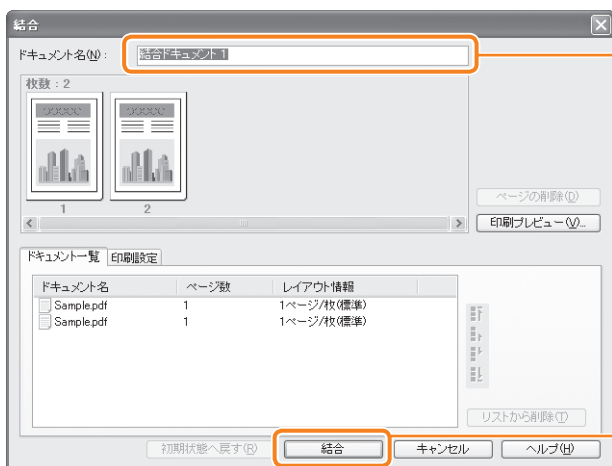 結合
ドキュメント名(N)： 結合ドキュメント 1
枚数：2
1 2
ページの削除(D)
印刷プレビュー(V)...
ドキュメント一覧 印刷設定
ドキュメント名 ページ数 レイアウト情報
Sample.pdf 1 1ページ/枚(標準)
Sample.pdf 1 1ページ/枚(標準)
リストから削除(T)
初期状態へ戻す(R) 結合 キャンセル ヘルプ(H)